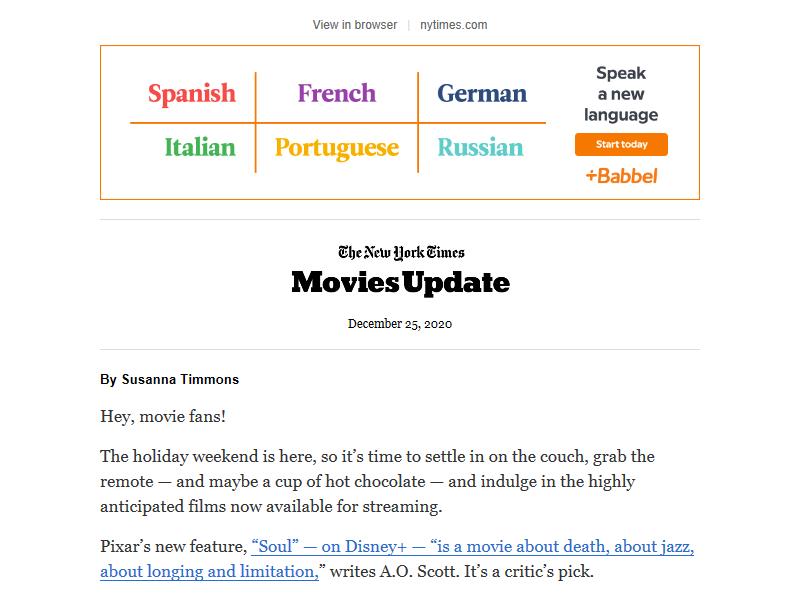 View in browser | nytimes.com
Spanish French German
Italian Portuguese Russian
Speak
a new
language
Start today
+Babbel
The New York Times
Movies Update
December 25, 2020
By Susanna Timmons
Hey, movie fans!
The holiday weekend is here, so it’s time to settle in on the couch, grab the
remote — and maybe a cup of hot chocolate — and indulge in the highly
anticipated films now available for streaming.
Pixar’s new feature, “Soul” — on Disney+ — “is a movie about death, about jazz,
about longing and limitation,” writes A.O. Scott. It’s a critic’s pick.